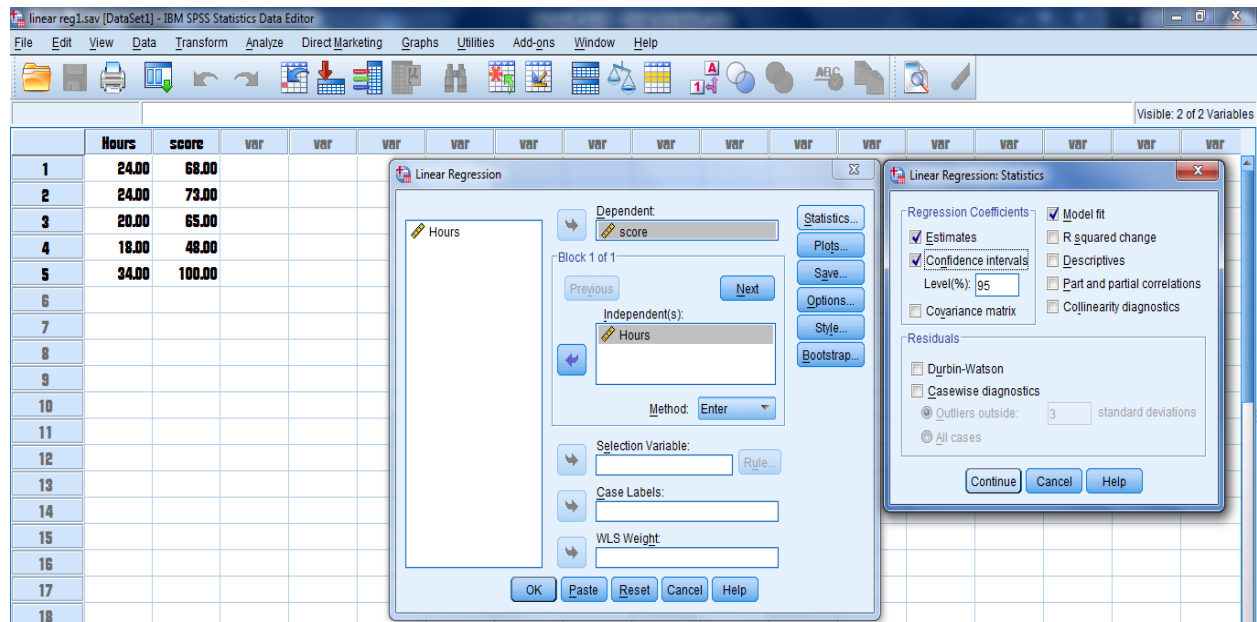 linear reg1.sav [DataSet1] - IBM SPSS Statistics Data Editor
File Edit View Data Transform Analyze Direct Marketing Graphs Utilities Add-ons Window Help
Visible: 2 of 2 Variables
Hours score var var var var var var var var var var var var var var
1 24.00 68.00
2 24.00 73.00
3 20.00 65.00
4 18.00 48.00
5 34.00 100.00
6
7
8
9
10
11
12
13
14
15
16
17
18
Linear Regression
Hours
Dependent:
score
Block 1 of 1
Previous Next
Independent(s):
Hours
Method: Enter
Selection Variable:
Rule...
Case Labels:
WLS Weight:
Statistics...
Plots...
Save...
Options...
Style...
Bootstrap...
OK Paste Reset Cancel Help
Linear Regression: Statistics
Regression Coefficients
Estimates
Confidence intervals
Level(%): 95
Covariance matrix
Model fit
R squared change
Descriptives
Part and partial correlations
Collinearity diagnostics
Residuals
Durbin-Watson
Casewise diagnostics
Outliers outside: 3 standard deviations
All cases
Continue Cancel Help